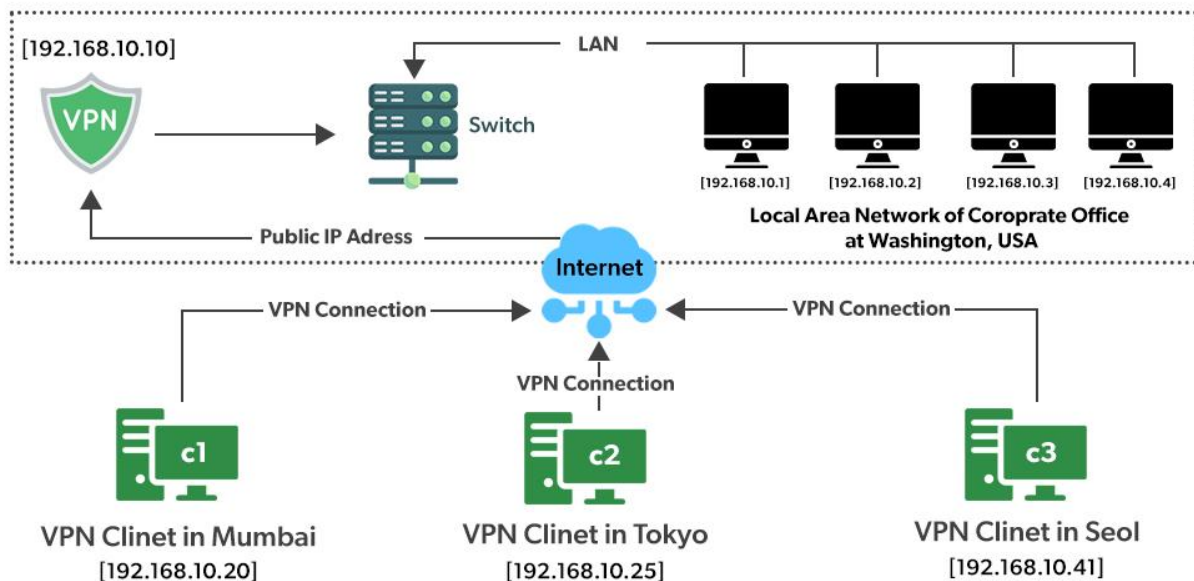 [192.168.10.10]
VPN
LAN
Switch
[192.168.10.1]
[192.168.10.2]
[192.168.10.3]
[192.168.10.4]
Local Area Network of Coroprate Office
at Washington, USA
Public IP Adress
Internet
VPN Connection
VPN Connection
VPN Connection
c1
c2
c3
VPN Clinet in Mumbai
[192.168.10.20]
VPN Clinet in Tokyo
[192.168.10.25]
VPN Clinet in Seol
[192.168.10.41]